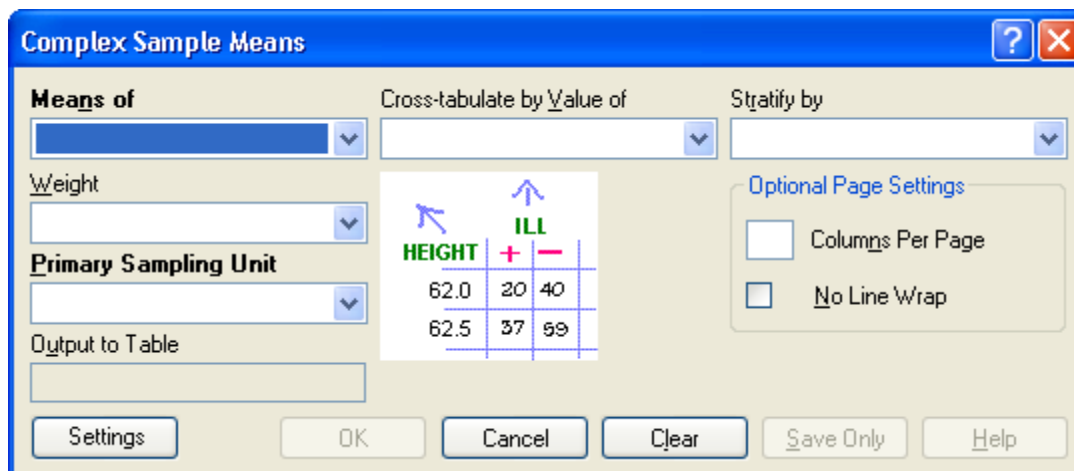 Complex Sample Means
Means of
Cross-tabulate by Value of
Stratify by
Weight
Optional Page Settings
ILL
HEIGHT + −
Columns Per Page
Primary Sampling Unit
62.0 20 40
No Line Wrap
62.5 37 59
Output to Table
Settings OK Cancel Clear Save Only Help